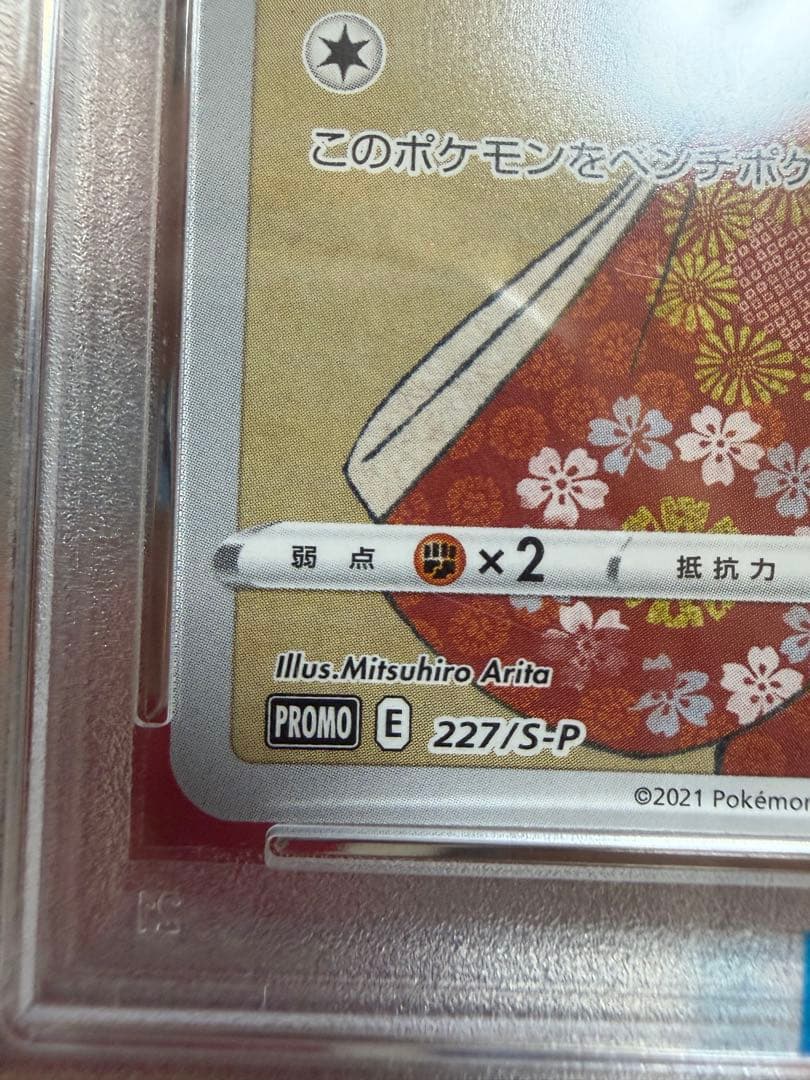 このポケモンをベンチポケ
弱点 ×2 抵抗力
Illus.Mitsuhiro Arita
PROMO E 227/S-P
©2021 Pokémon